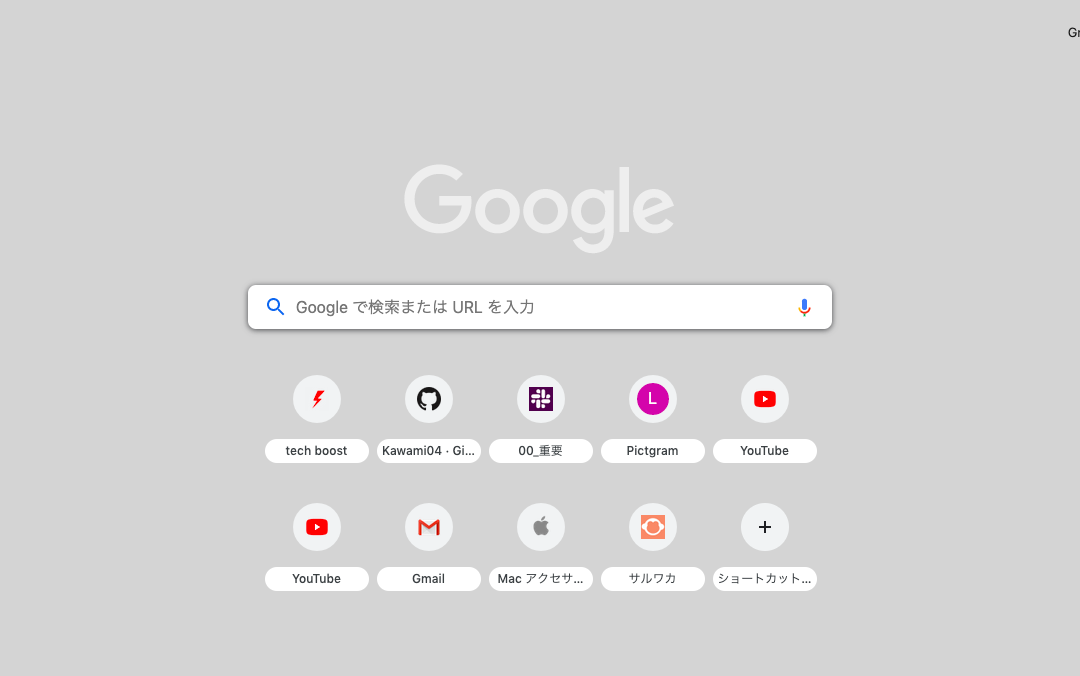 Gr
Google
Google で検索または URL を入力
L
tech boost
Kawami04 · Gi...
00_重要
Pictgram
YouTube
YouTube
Gmail
Mac アクセサ...
サルワカ
ショートカット...